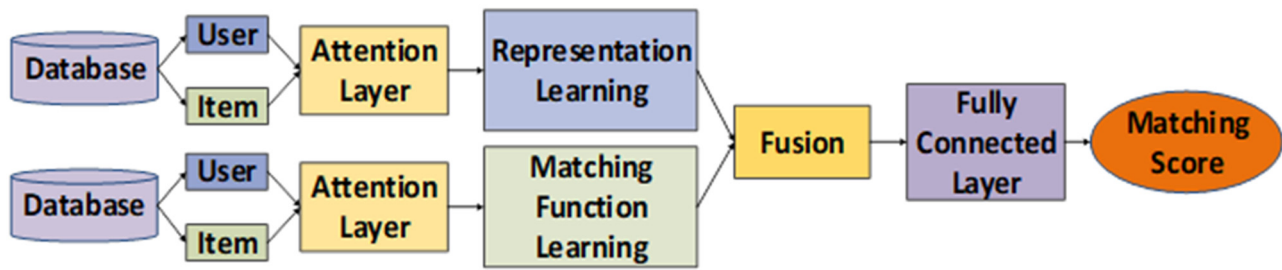 Database
User
Item
Attention
Layer
Representation
Learning
Database
User
Item
Attention
Layer
Matching
Function
Learning
Fusion
Fully
Connected
Layer
Matching
Score